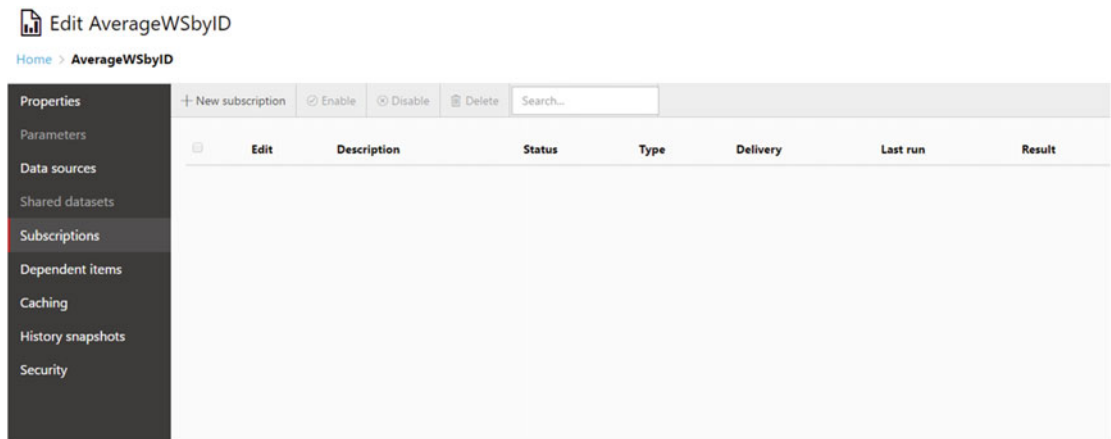 Edit AverageWSbyID
Home > AverageWSbyID
Properties
Parameters
Data sources
Shared datasets
Subscriptions
Dependent items
Caching
History snapshots
Security
+ New subscription Enable Disable Delete Search...
Edit Description Status Type Delivery Last run Result